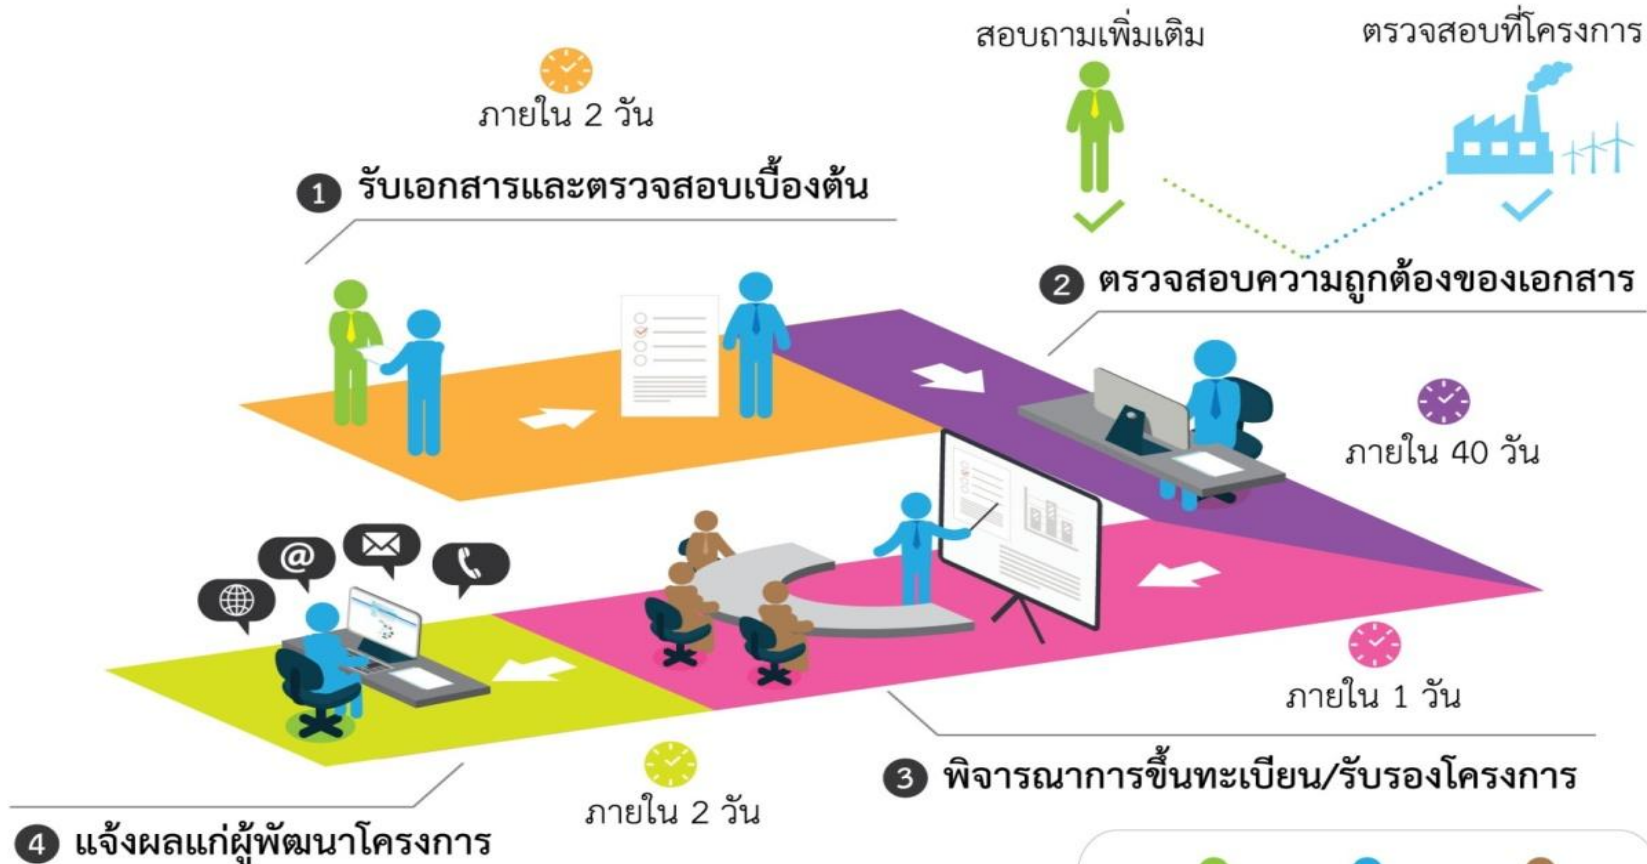 สอบถามเพิ่มเติม
ตรวจสอบที่โครงการ
ภายใน 2 วัน
1 รับเอกสารและตรวจสอบเบื้องต้น
2 ตรวจสอบความถูกต้องของเอกสาร
ภายใน 40 วัน
@
ภายใน 1 วัน
3 พิจารณาการขึ้นทะเบียน/รับรองโครงการ
ภายใน 2 วัน
4 แจ้งผลแก่ผู้พัฒนาโครงการ